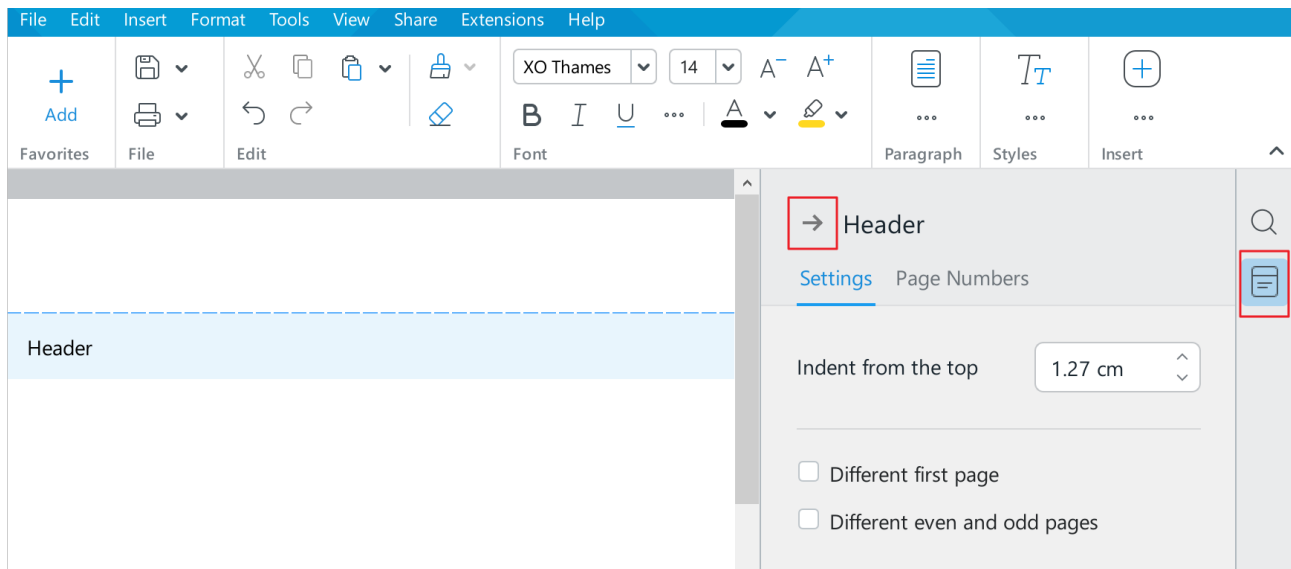 File Edit Insert Format Tools View Share Extensions Help
XO Thames 14 A− A+
Add B I U A
Favorites File Edit Font Paragraph Styles Insert
Header
Settings Page Numbers
Header
Indent from the top 1.27 cm
Different first page
Different even and odd pages